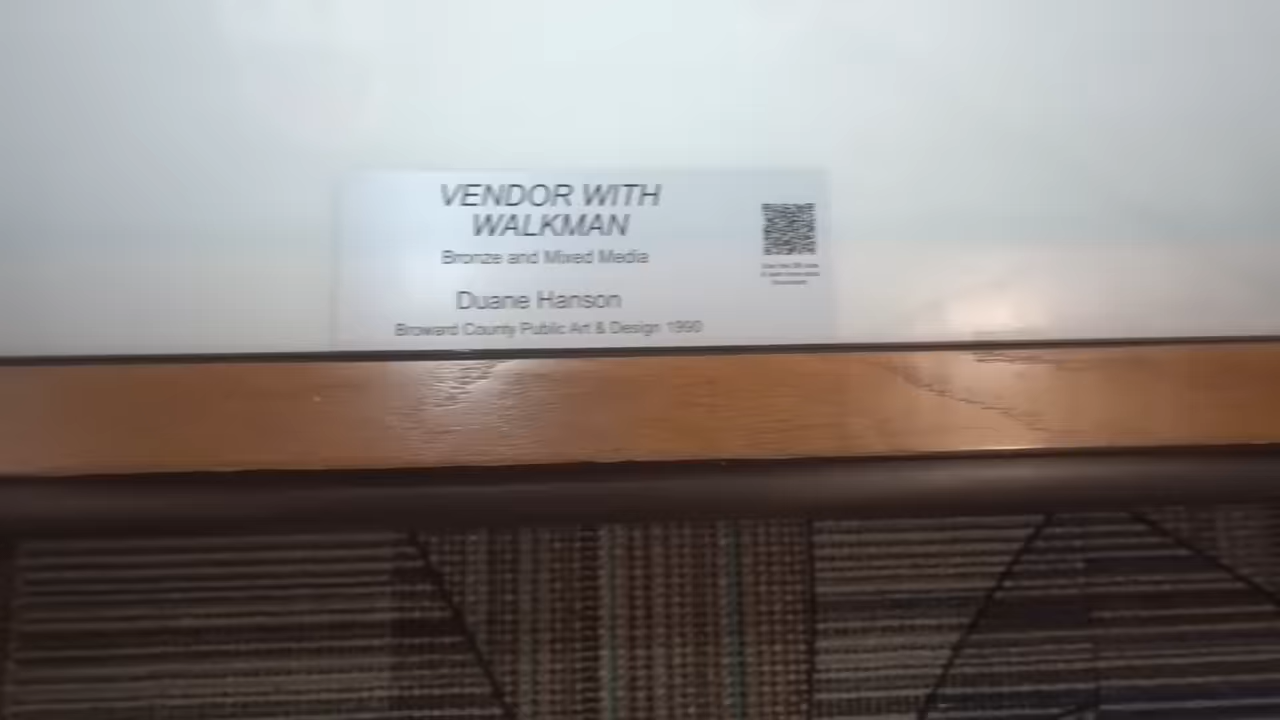 VENDOR WITH
WALKMAN
Bronze and Mixed Media
Duane Hanson
Broward County Public Art & Design 1990